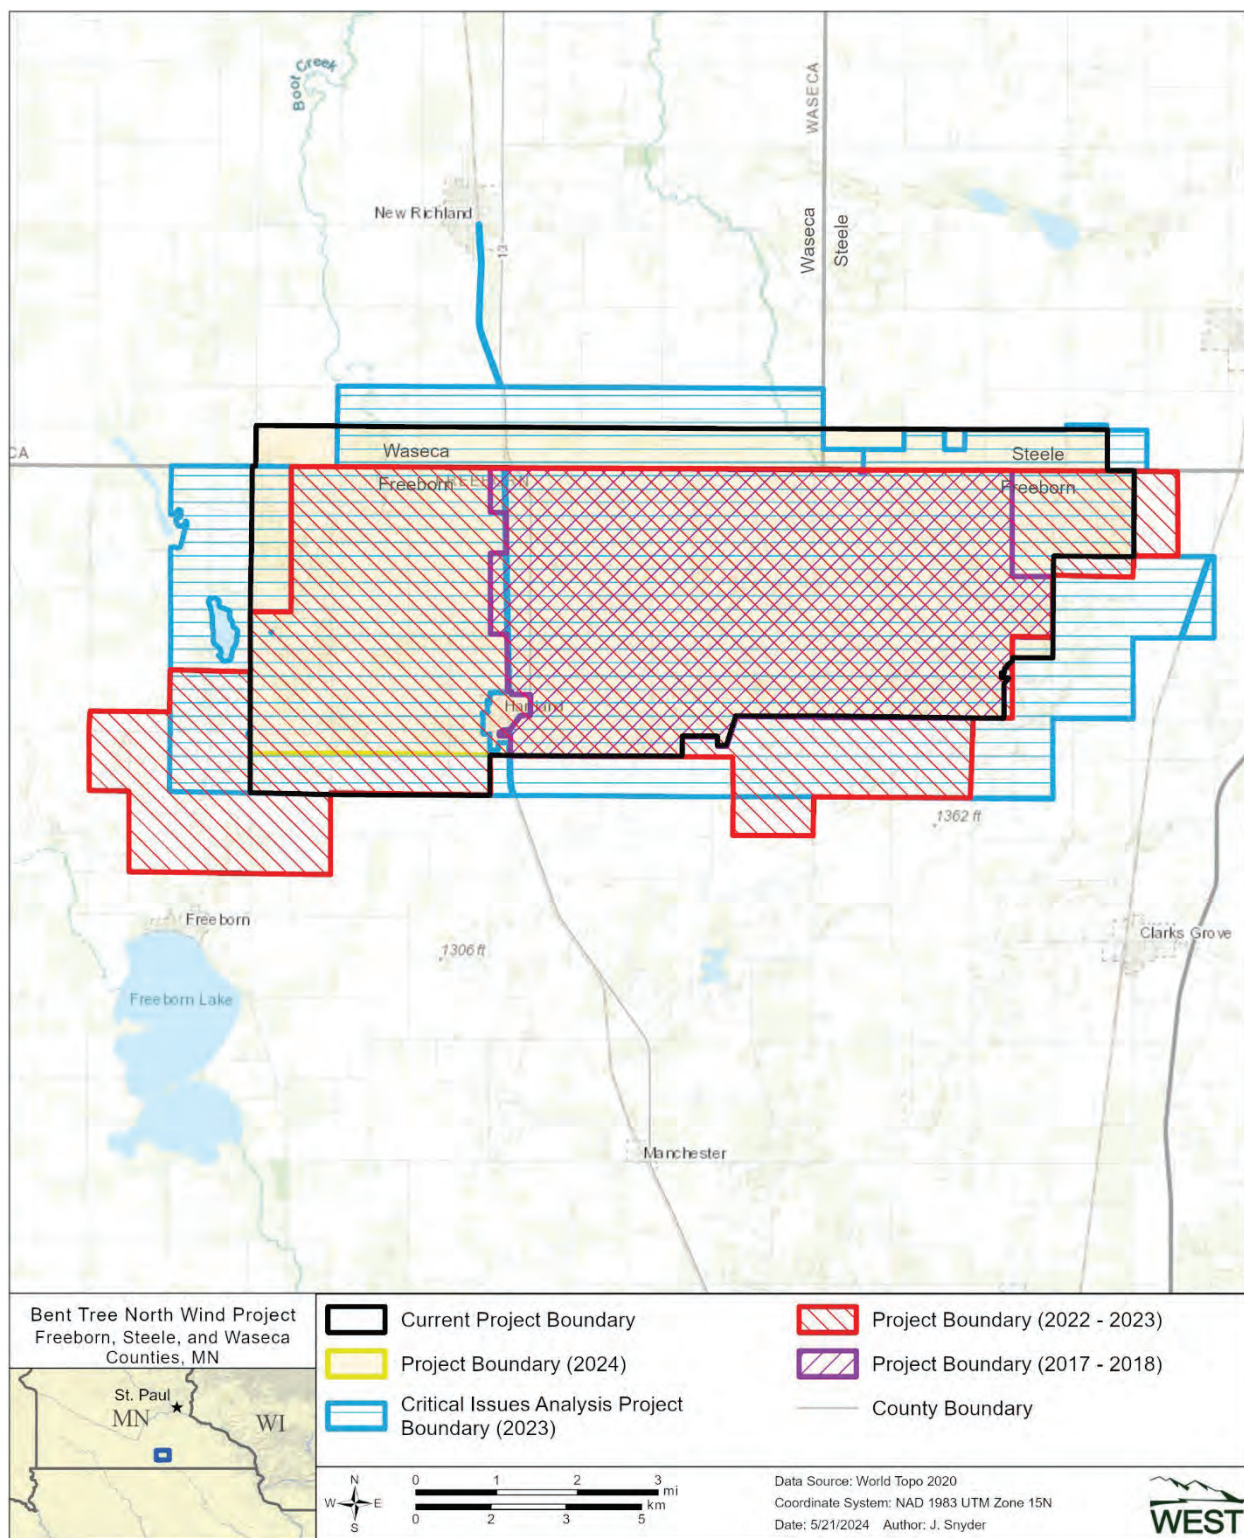 Boot Creek
WASECA
New Richland
13
Waseca
Steele
CA
Waseca
Steele
Freeborn
FREEBORN
Freeborn
Hartland
1362 ft
Freeborn
Clarks Grove
1306 ft
Freeborn Lake
Manchester
Bent Tree North Wind Project
Freeborn, Steele, and Waseca
Counties, MN
St. Paul
MN
WI
Current Project Boundary
Project Boundary (2024)
Critical Issues Analysis Project
Boundary (2023)
Project Boundary (2022 - 2023)
Project Boundary (2017 - 2018)
County Boundary
N
W
E
S
0 1 2 3
mi
km
0 2 3 5
Data Source: World Topo 2020
Coordinate System: NAD 1983 UTM Zone 15N
Date: 5/21/2024 Author: J. Snyder
WEST